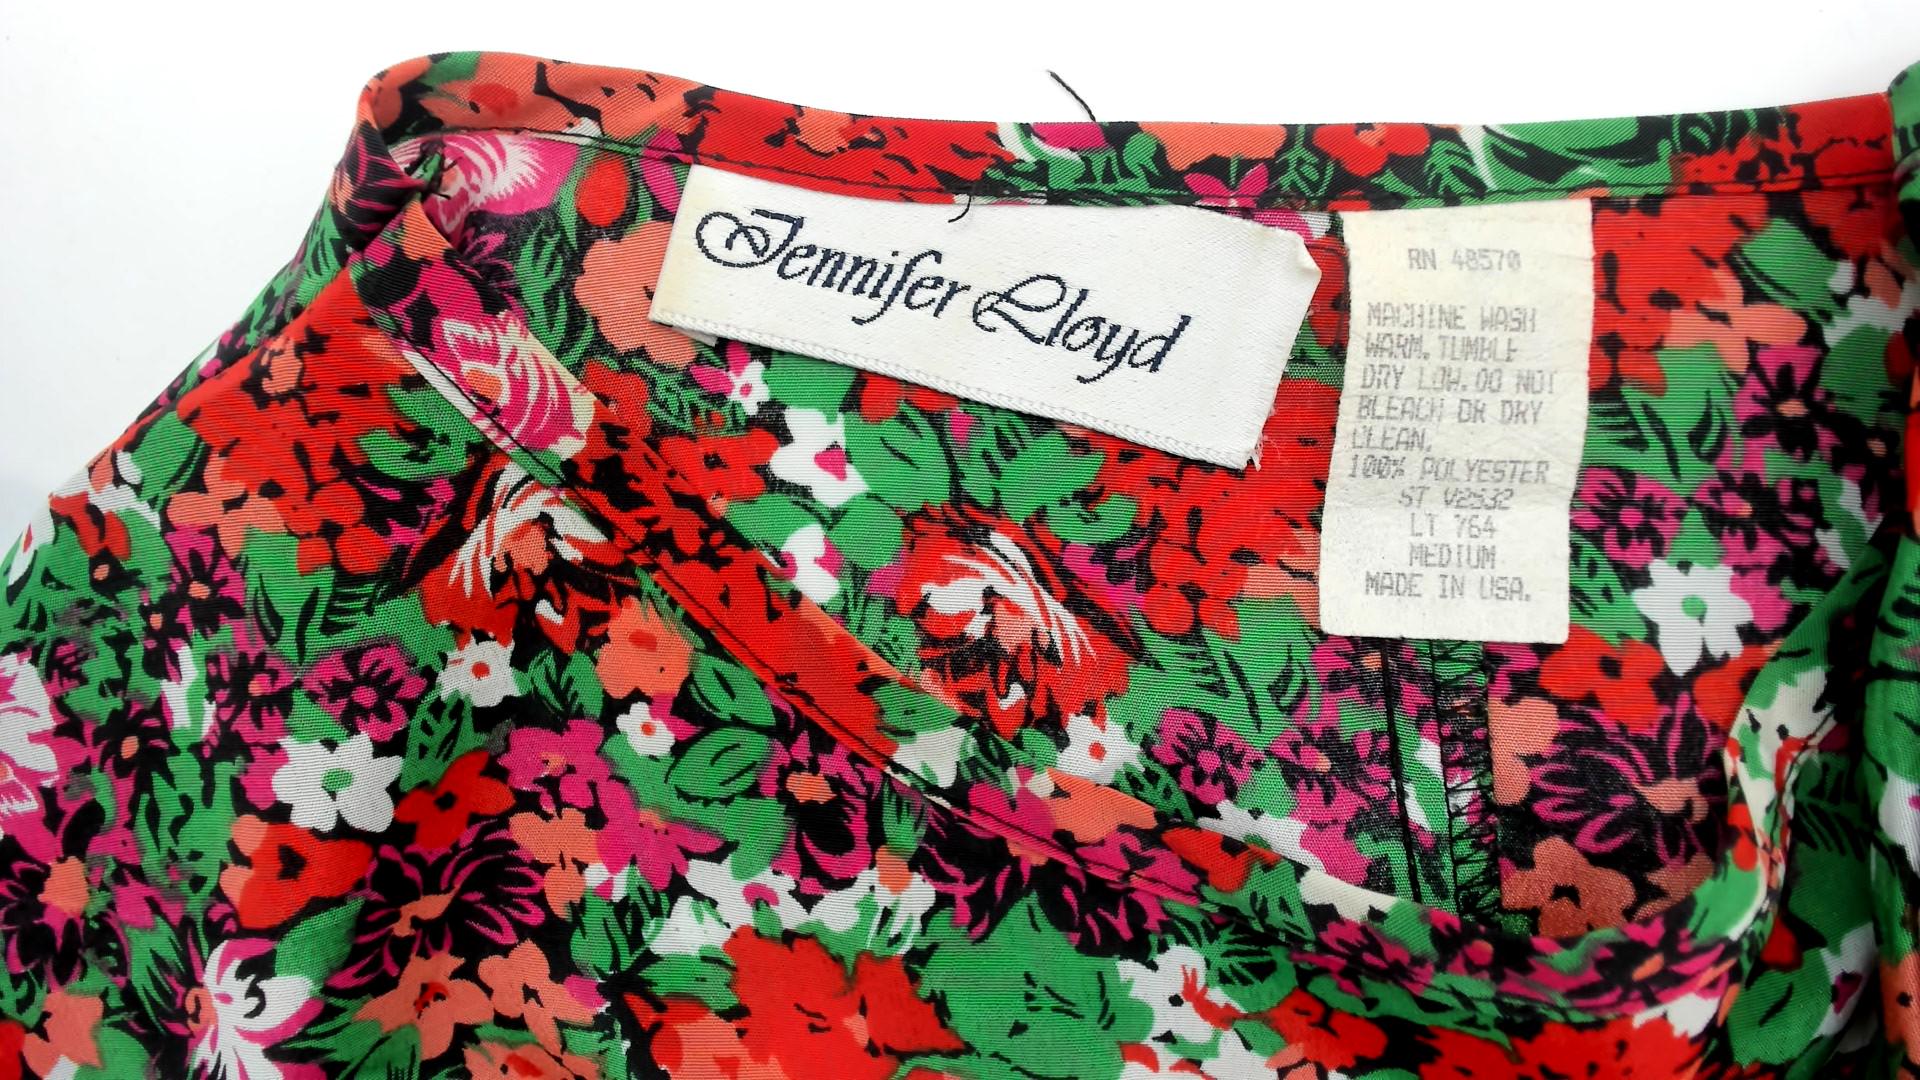 Jennifer Lloyd
RN 48570
MACHINE WASH
WARM. TUMBLE
DRY LOW. DO NOT
BLEACH OR DRY
CLEAN.
100% POLYESTER
ST V2532
LT 764
MEDIUM
MADE IN USA.